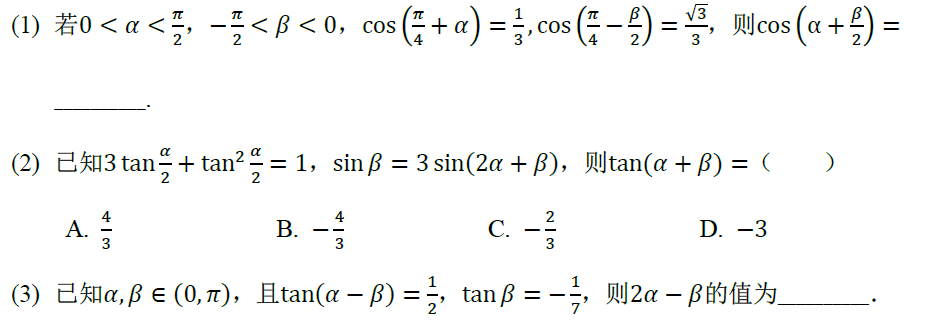 (1) 若0 < α < π/2，−π/2 < β < 0，cos(π/4 + α) = 1/3, cos(π/4 − β/2) = √3/3，则cos(α + β/2) =
________.
(2) 已知3 tan α/2 + tan² α/2 = 1，sin β = 3 sin(2α + β)，则tan(α + β) =（ ）
A. 4/3 B. −4/3 C. −2/3 D. −3
(3) 已知α, β ∈ (0, π)，且tan(α − β) = 1/2，tan β = −1/7，则2α − β的值为________.